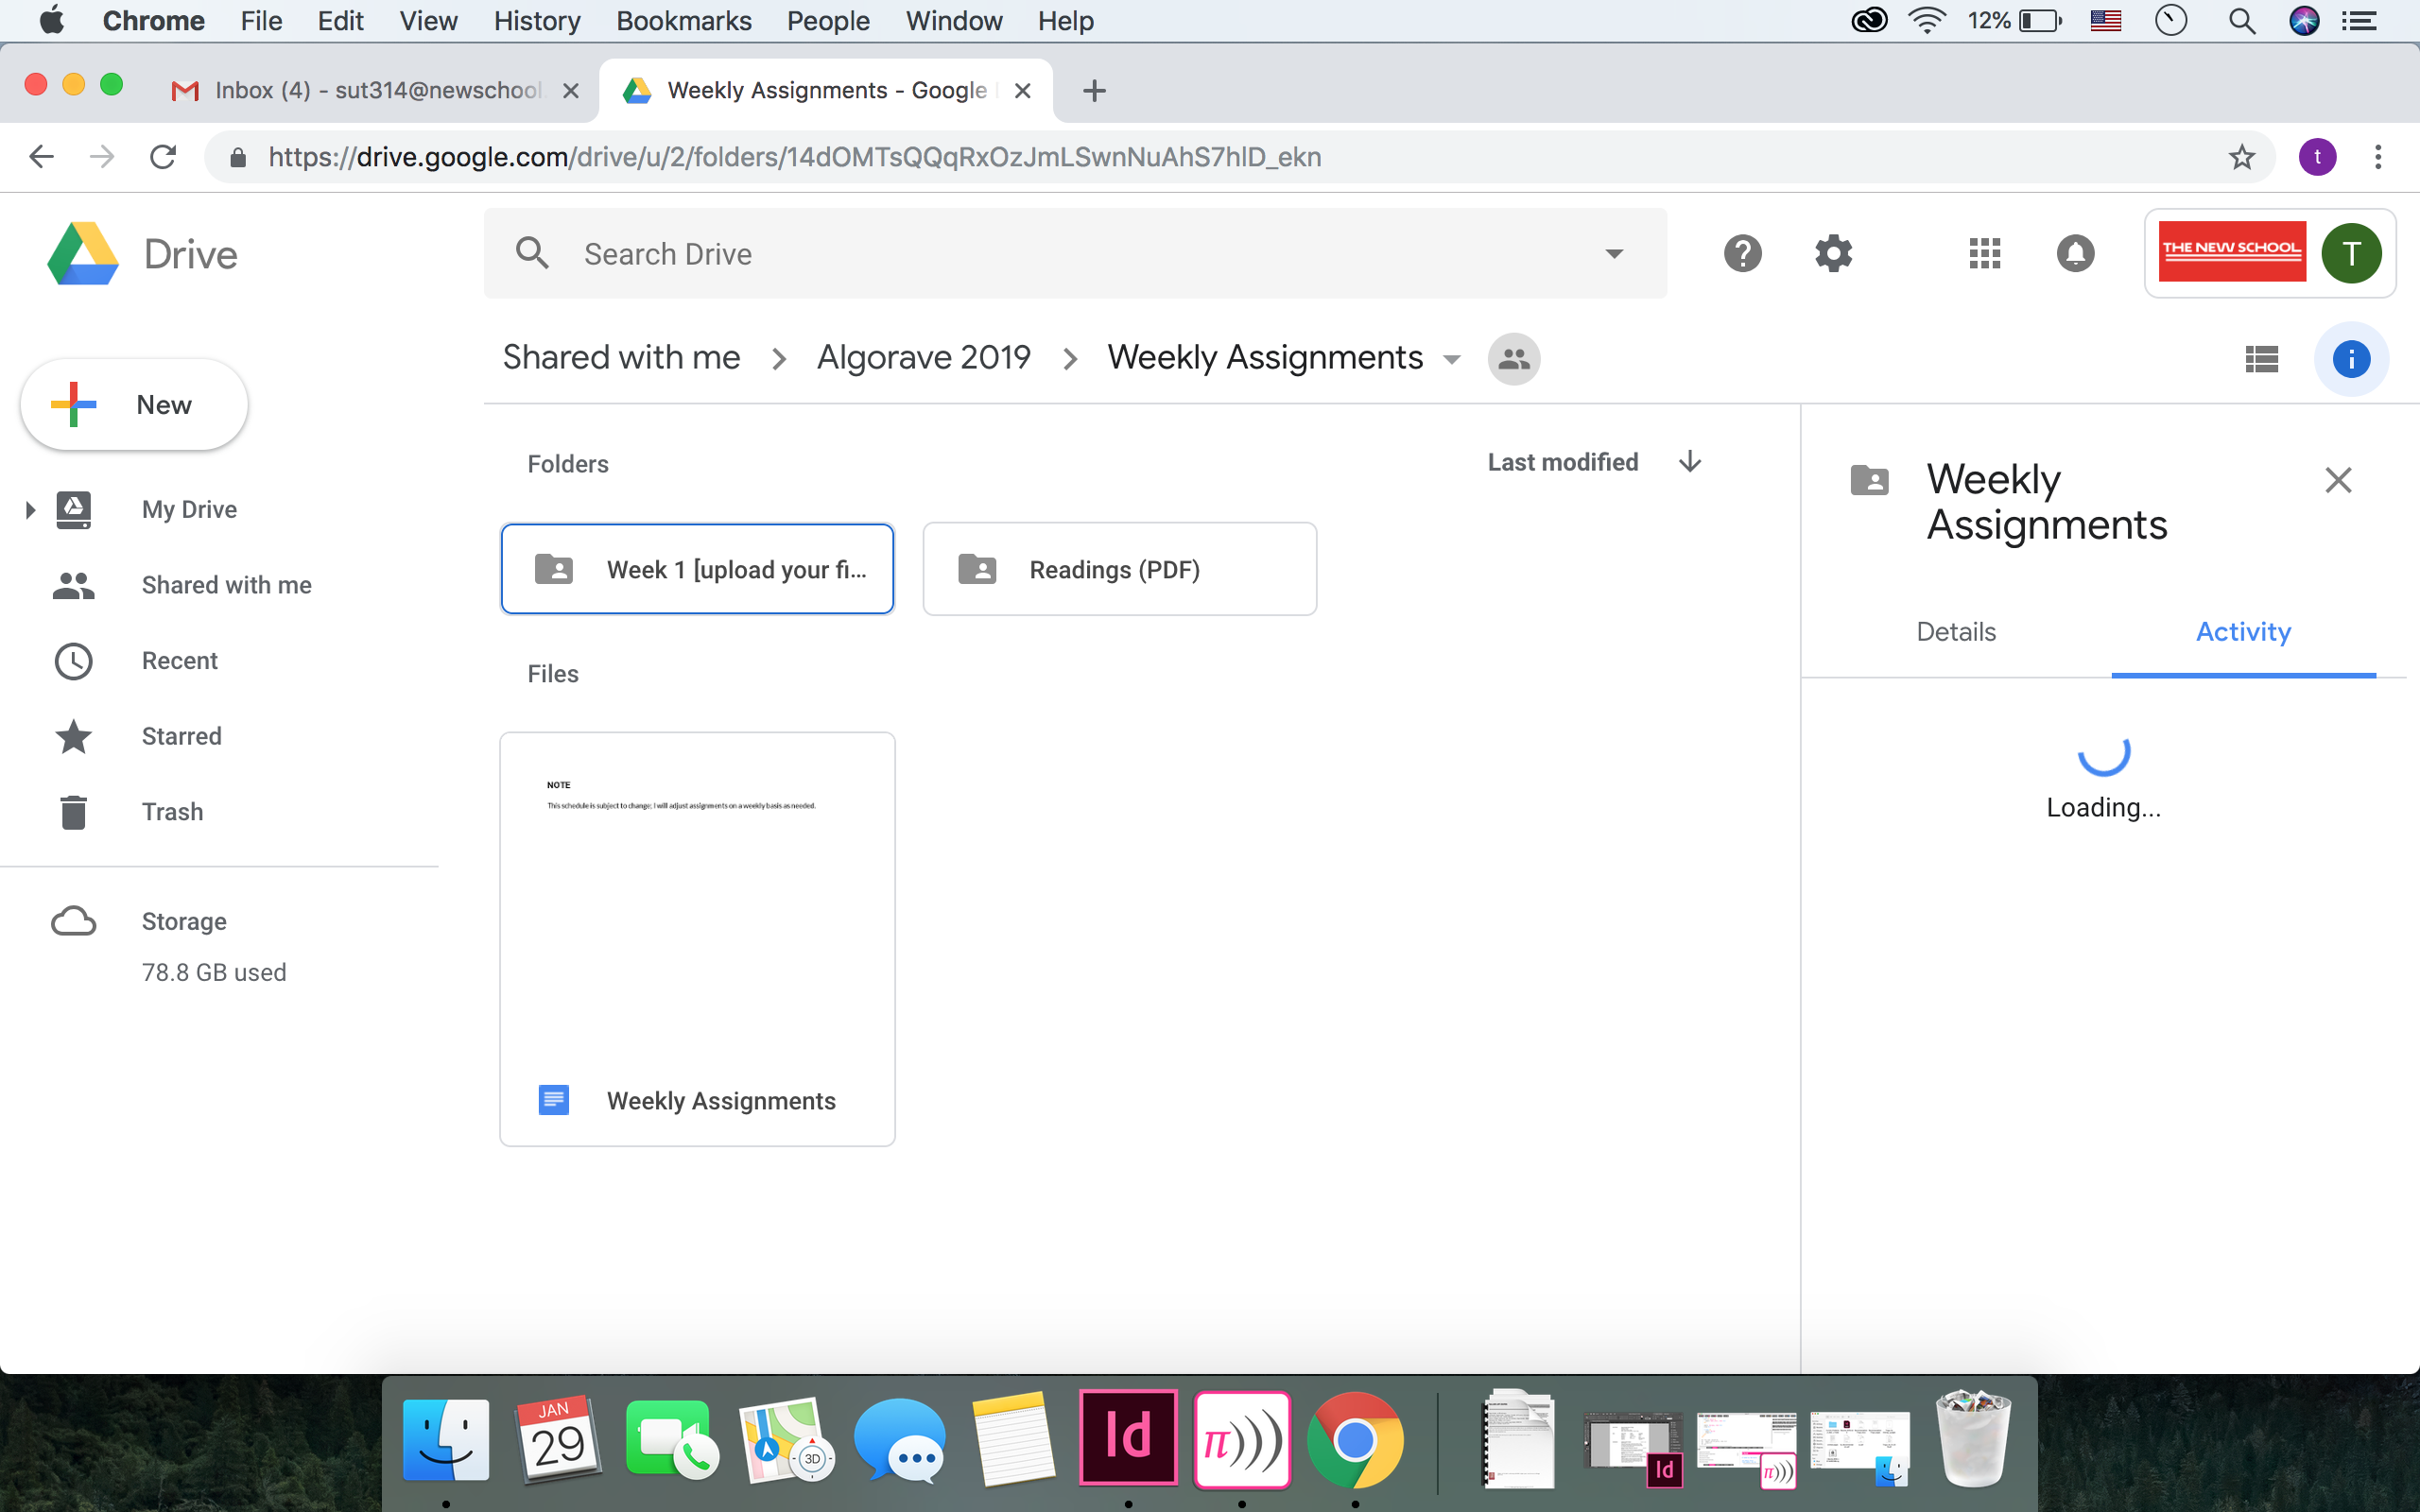 Chrome File Edit View History Bookmarks People Window Help 12%
Inbox (4) - sut314@newschool. Weekly Assignments - Google
https://drive.google.com/drive/u/2/folders/14dOMTsQQqRxOzJmLSwnNuAhS7hlD_ekn t
Drive Search Drive THE NEW SCHOOL T
Shared with me Algorave 2019 Weekly Assignments
New
Folders Last modified
Weekly
Assignments
My Drive
Week 1 [upload your fi... Readings (PDF)
Shared with me
Details Activity
Recent
Files
Starred
NOTE
This schedule is subject to change; I will adjust assignments on a weekly basis as needed.
Trash
Loading...
Storage
78.8 GB used
Weekly Assignments
JAN
29
3D
Id
π)))
Id
π)))